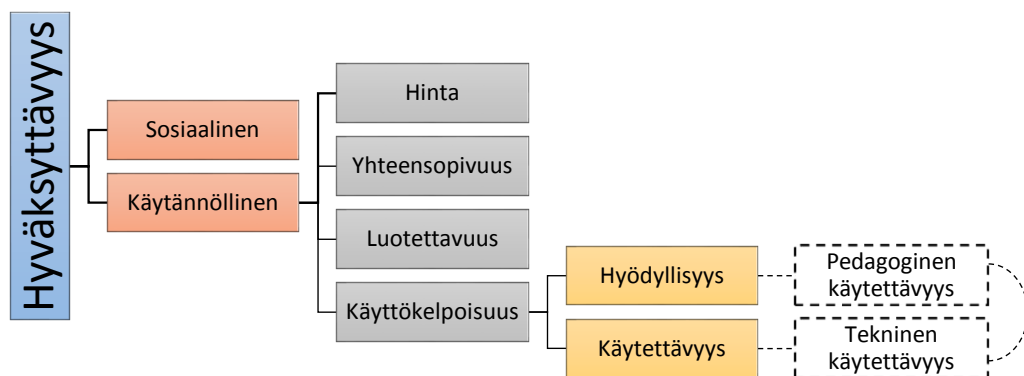 Hyväksyttävyys
Sosiaalinen
Käytännöllinen
Hinta
Yhteensopivuus
Luotettavuus
Käyttökelpoisuus
Hyödyllisyys
Käytettävyys
Pedagoginen
käytettävyys
Tekninen
käytettävyys